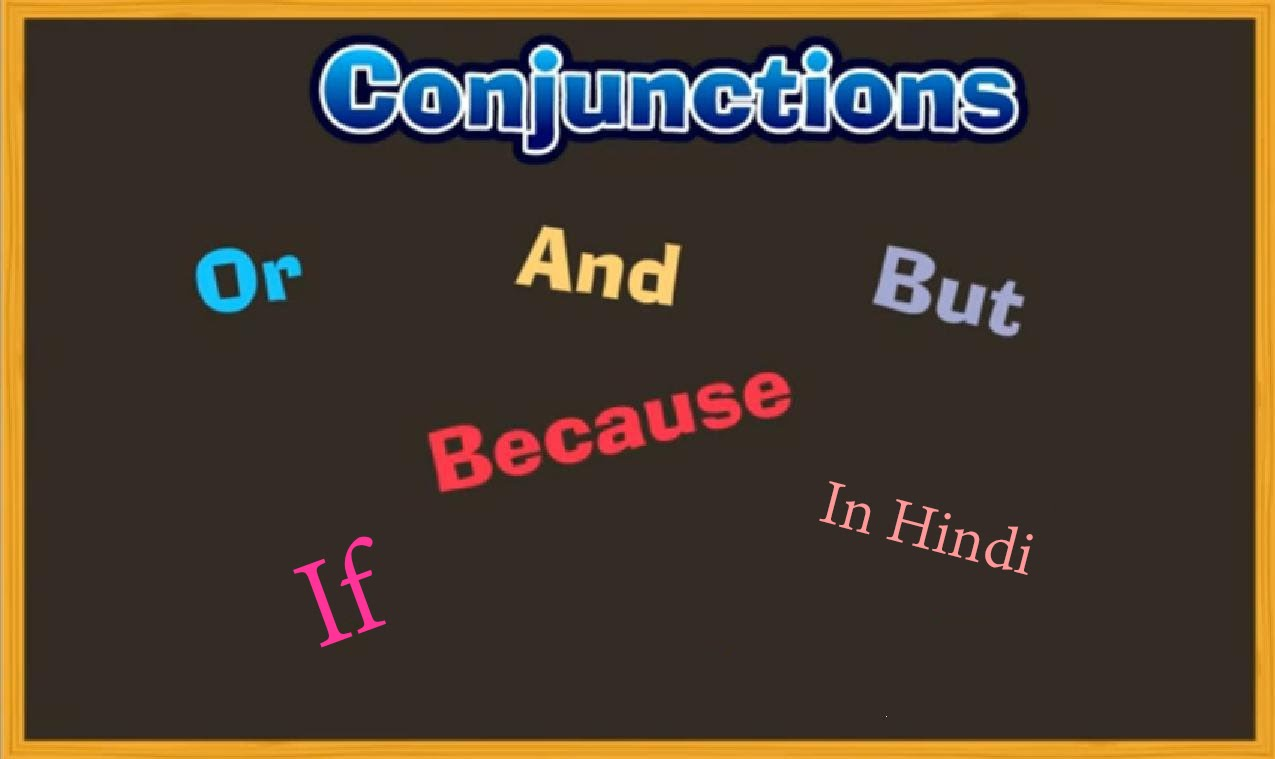 Conjunctions
Or And But
Because
In Hindi
If